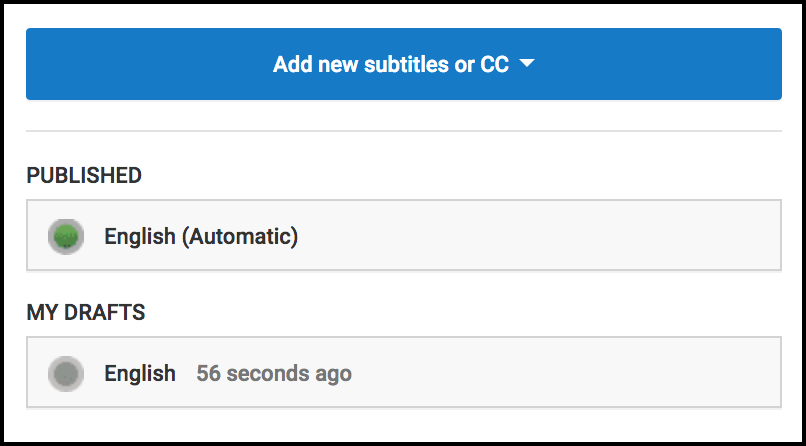 Add new subtitles or CC
PUBLISHED
English (Automatic)
MY DRAFTS
English 56 seconds ago